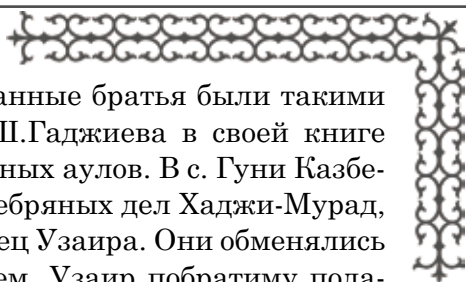 анные братья были такими
Ш.Гаджиева в своей книге
ных аулов. В с. Гуни Казбе-
ебряных дел Хаджи-Мурад,
ец Узаира. Они обменялись
ем. Узаир побратиму пода-